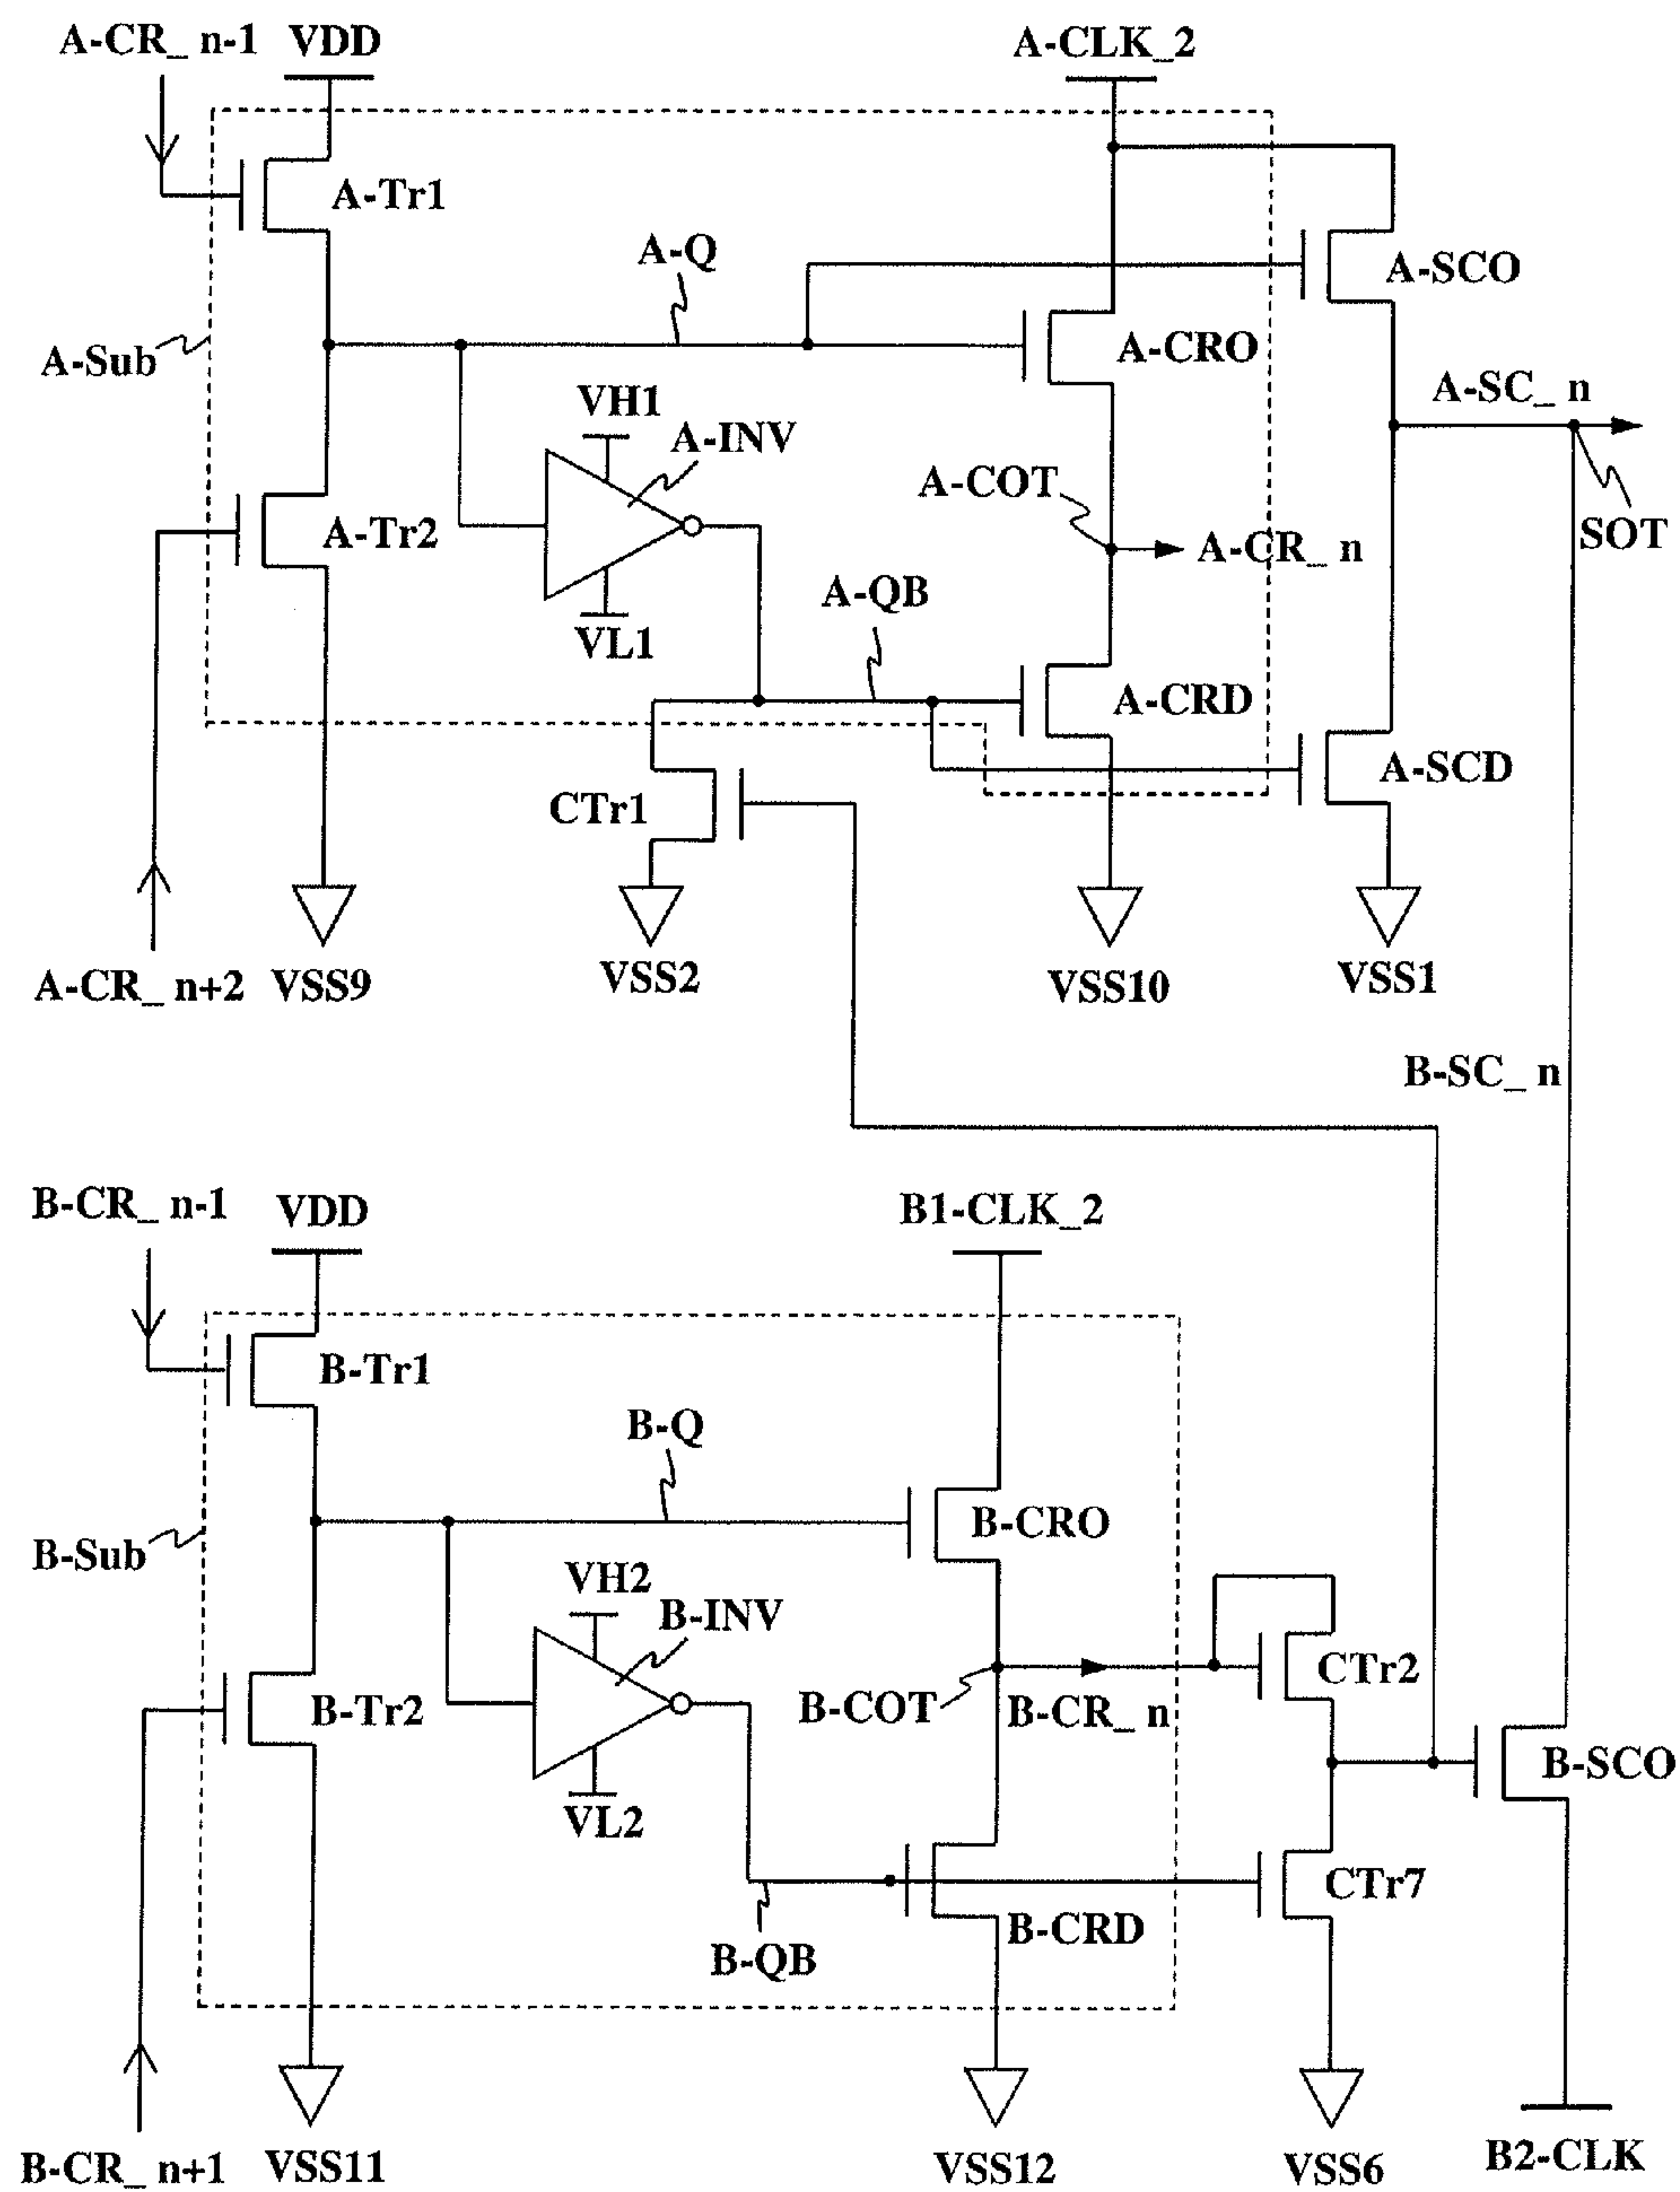 A-CR_ n-1
VDD
A-CLK_2
A-Tr1
A-Q
A-SCO
A-Sub
A-CRO
VH1
A-INV
A-SC_ n
A-COT
A-Tr2
SOT
A-CR_ n
A-QB
VL1
A-CRD
A-SCD
CTr1
A-CR_ n+2
VSS9
VSS2
VSS10
VSS1
B-SC_ n
B-CR_ n-1
VDD
B1-CLK_2
B-Tr1
B-Q
B-CRO
B-Sub
VH2
B-INV
CTr2
B-COT
B-CR_ n
B-Tr2
B-SCO
VL2
CTr7
B-CRD
B-QB
B-CR_ n+1
VSS11
VSS12
VSS6
B2-CLK